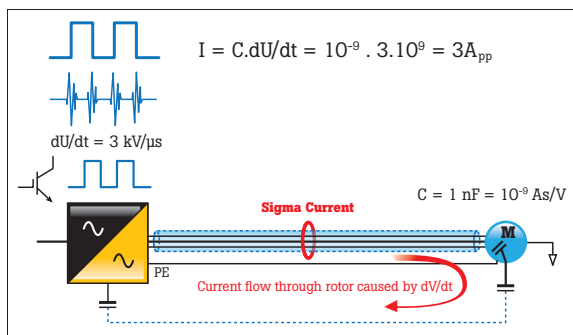 I = C.dU/dt = 10⁻⁹ . 3.10⁹ = 3Aₚₚ
dU/dt = 3 kV/µs
C = 1 nF = 10⁻⁹ As/V
Sigma Current
M
PE
Current flow through rotor caused by dV/dt